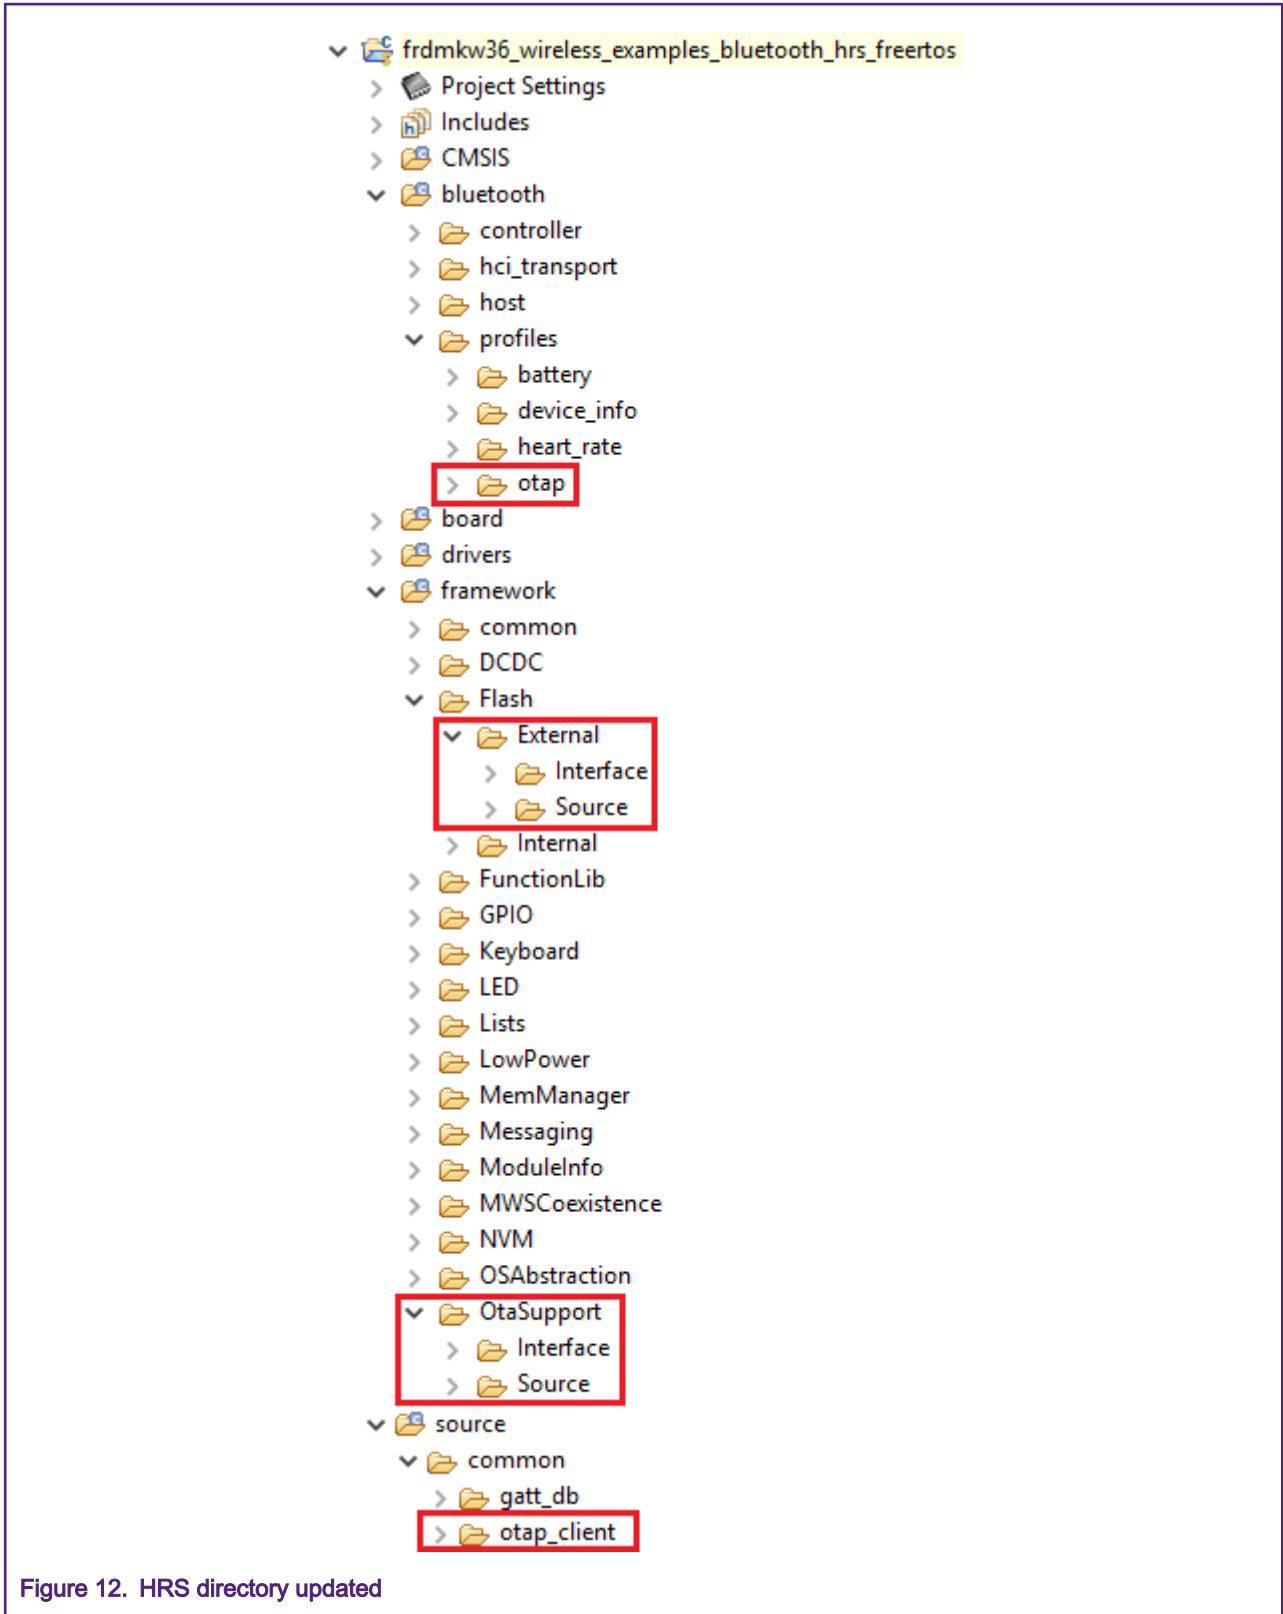 frdmkw36_wireless_examples_bluetooth_hrs_freertos
Project Settings
Includes
CMSIS
bluetooth
controller
hci_transport
host
profiles
battery
device_info
heart_rate
otap
board
drivers
framework
common
DCDC
Flash
External
Interface
Source
Internal
FunctionLib
GPIO
Keyboard
LED
Lists
LowPower
MemManager
Messaging
ModuleInfo
MWSCoexistence
NVM
OSAbstraction
OtaSupport
Interface
Source
source
common
gatt_db
otap_client
Figure 12. HRS directory updated